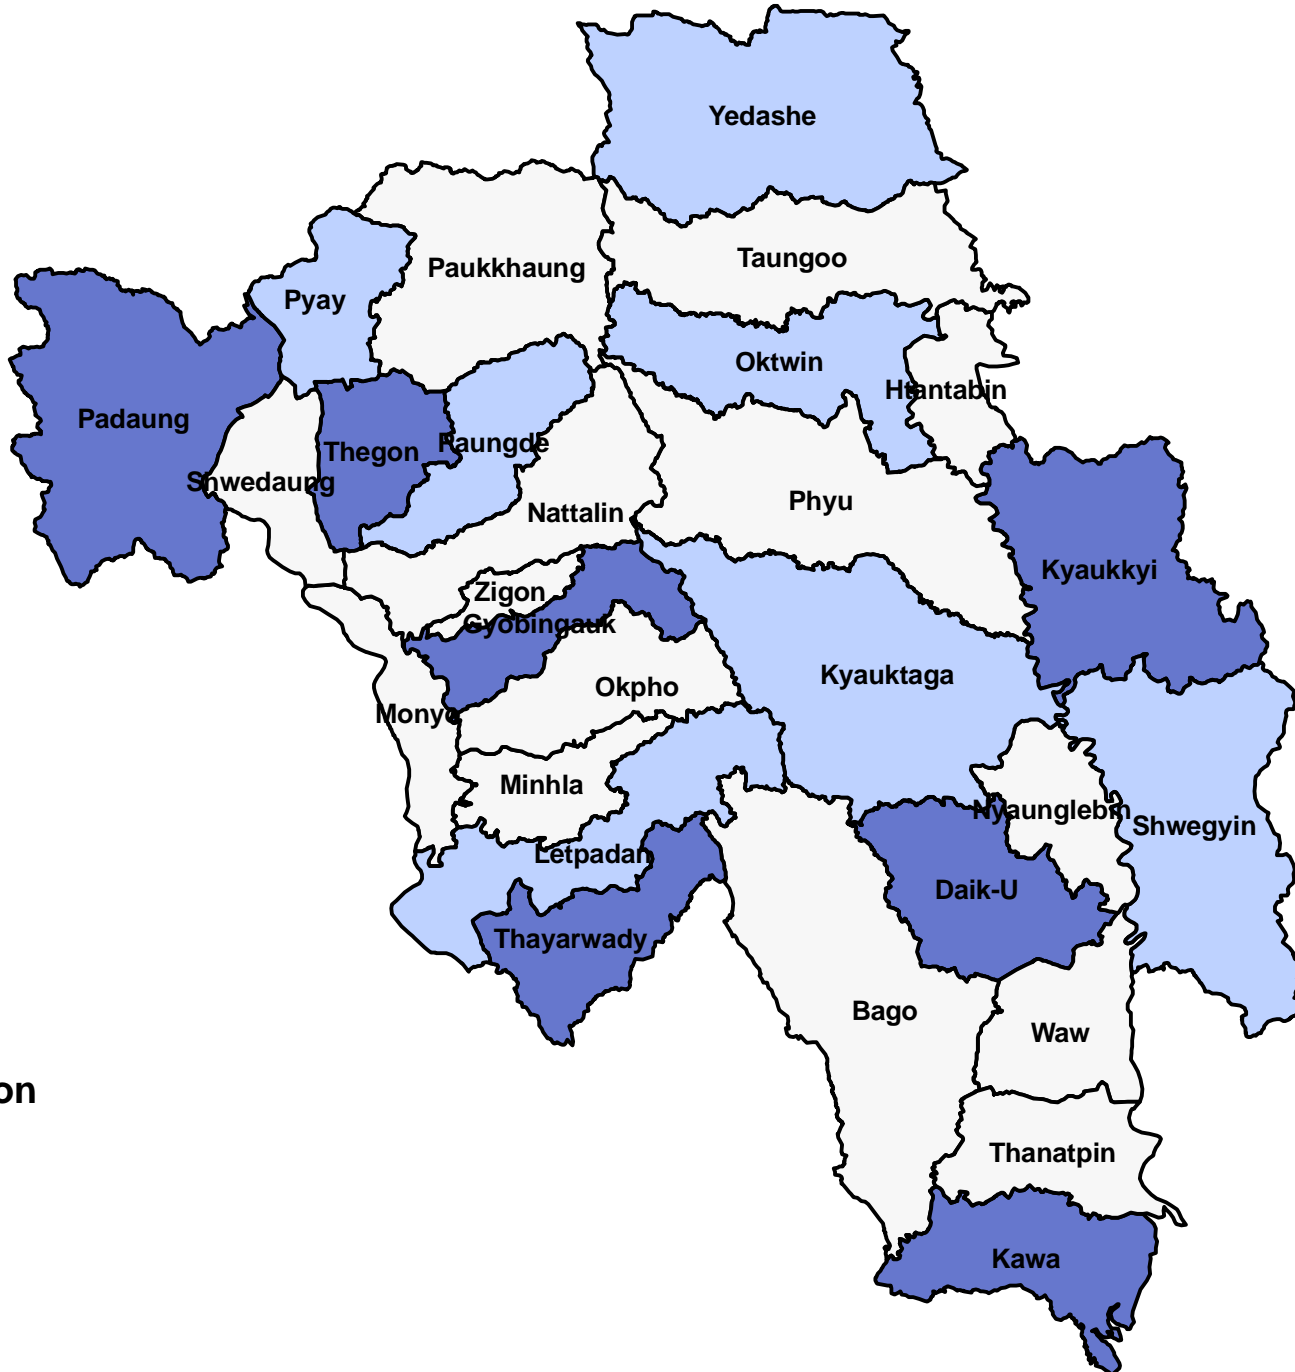 Yedashe
Taungoo
Paukkhaung
Pyay
Oktwin
Htantabin
Padaung
Paungde
Thegon
Shwedaung
Phyu
Nattalin
Kyaukkyi
Zigon
Gyobingauk
Kyauktaga
Okpho
Monyo
Minhla
Nyaunglebin
Shwegyin
Letpadan
Daik-U
Thayarwady
Bago
Waw
on
Thanatpin
Kawa